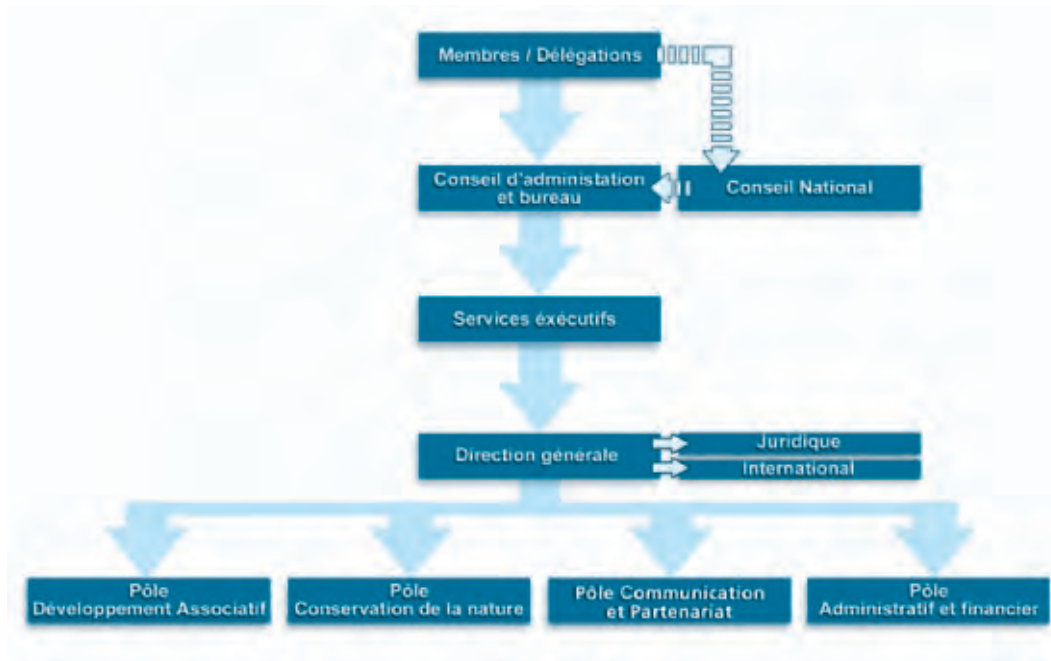 Membres / Délégations
Conseil d'administation
et bureau
Conseil National
Services éxécutifs
Direction générale
Juridique
International
Pôle
Développement Associatif
Pôle
Conservation de la nature
Pôle Communication
et Partenariat
Pôle
Administratif et financier